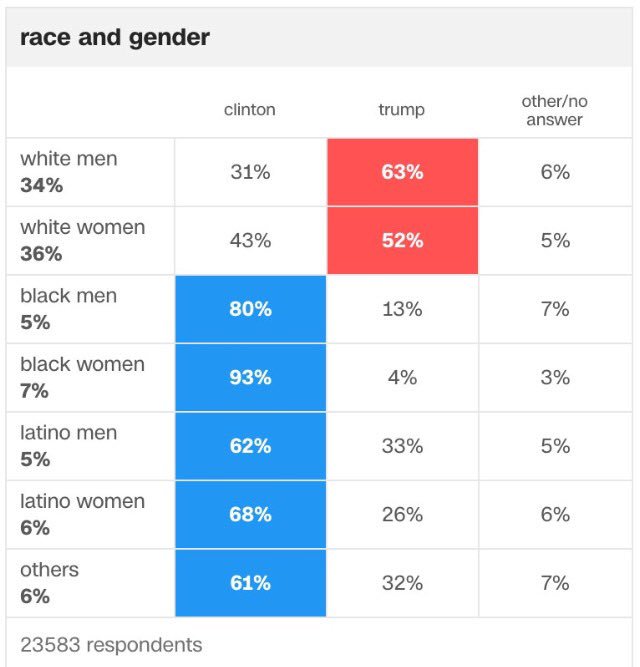 race and gender
clinton trump other/no answer
white men 31% 63% 6%
34%
white women 43% 52% 5%
36%
black men 80% 13% 7%
5%
black women 93% 4% 3%
7%
latino men 62% 33% 5%
5%
latino women 68% 26% 6%
6%
others 61% 32% 7%
6%
23583 respondents